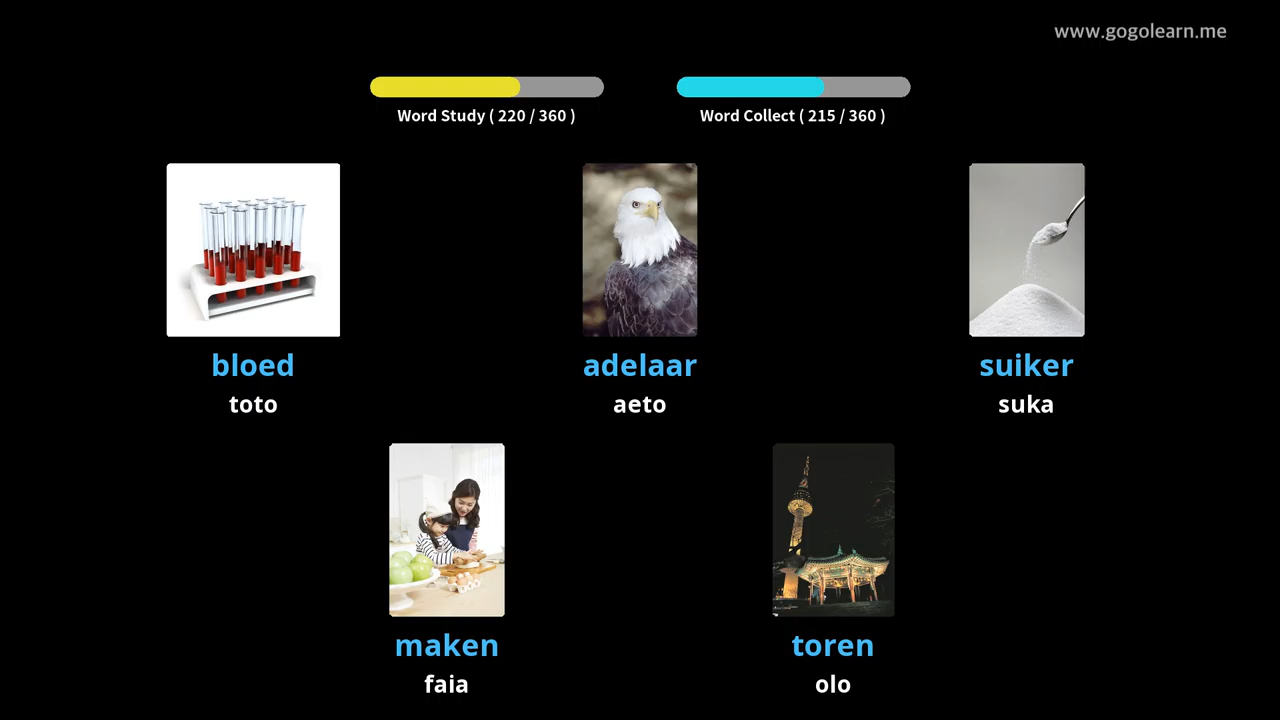 www.gogolearn.me
Word Study ( 220 / 360 )
Word Collect ( 215 / 360 )
bloed
toto
adelaar
aeto
suiker
suka
maken
faia
toren
olo